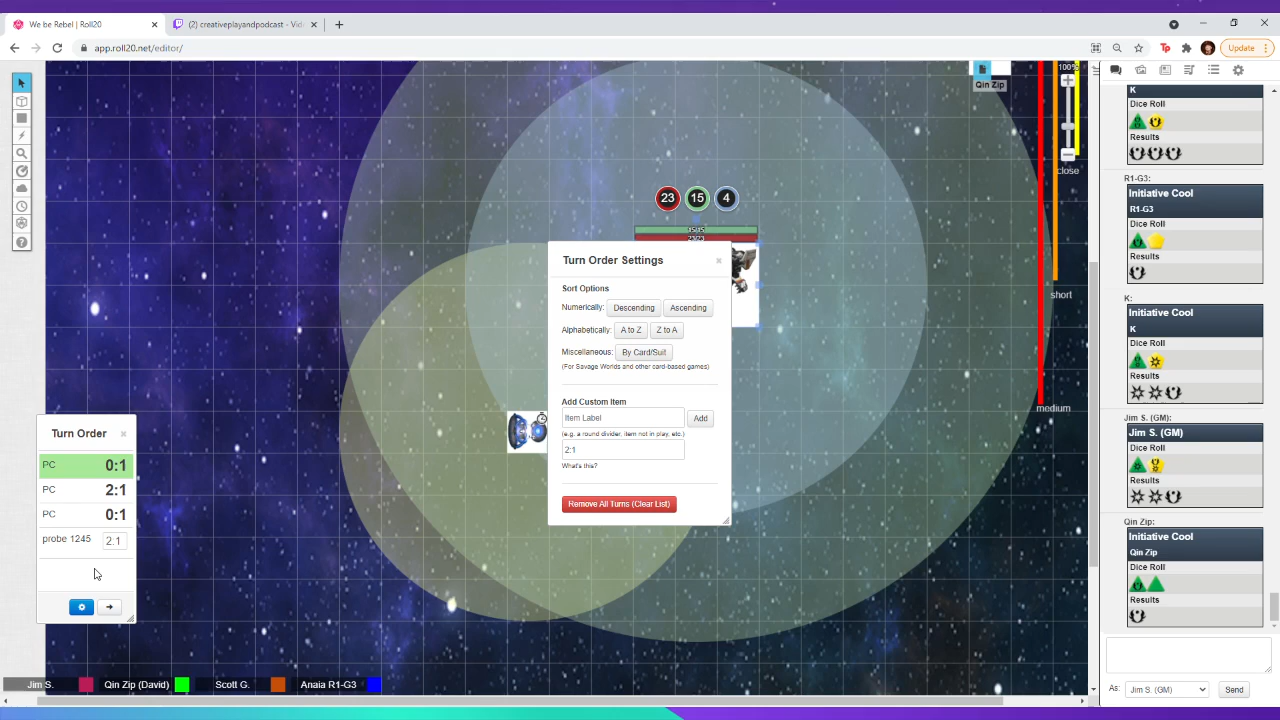 We be Rebel | Roll20
(2) creativeplayandpodcast - Vid
app.roll20.net/editor/
Tp
Update
Qin Zip
100%
close
short
medium
23
15
4
35/35
23/23
Turn Order Settings
Sort Options
Numerically:
Descending
Ascending
Alphabetically:
A to Z
Z to A
Miscellaneous:
By Card/Suit
(For Savage Worlds and other card-based games)
Add Custom Item
Item Label
Add
(e.g. a round divider, item not in play, etc.)
2:1
What's this?
Remove All Turns (Clear List)
Turn Order
PC 0:1
PC 2:1
PC 0:1
probe 1245 2:1
Jim S.
Qin Zip (David)
Scott G.
Anaia R1-G3
K
Dice Roll
Results
R1-G3:
Initiative Cool
R1-G3
Dice Roll
Results
K:
Initiative Cool
K
Dice Roll
Results
Jim S. (GM):
Jim S. (GM)
Dice Roll
Results
Qin Zip:
Initiative Cool
Qin Zip
Dice Roll
Results
As:
Jim S. (GM)
Send